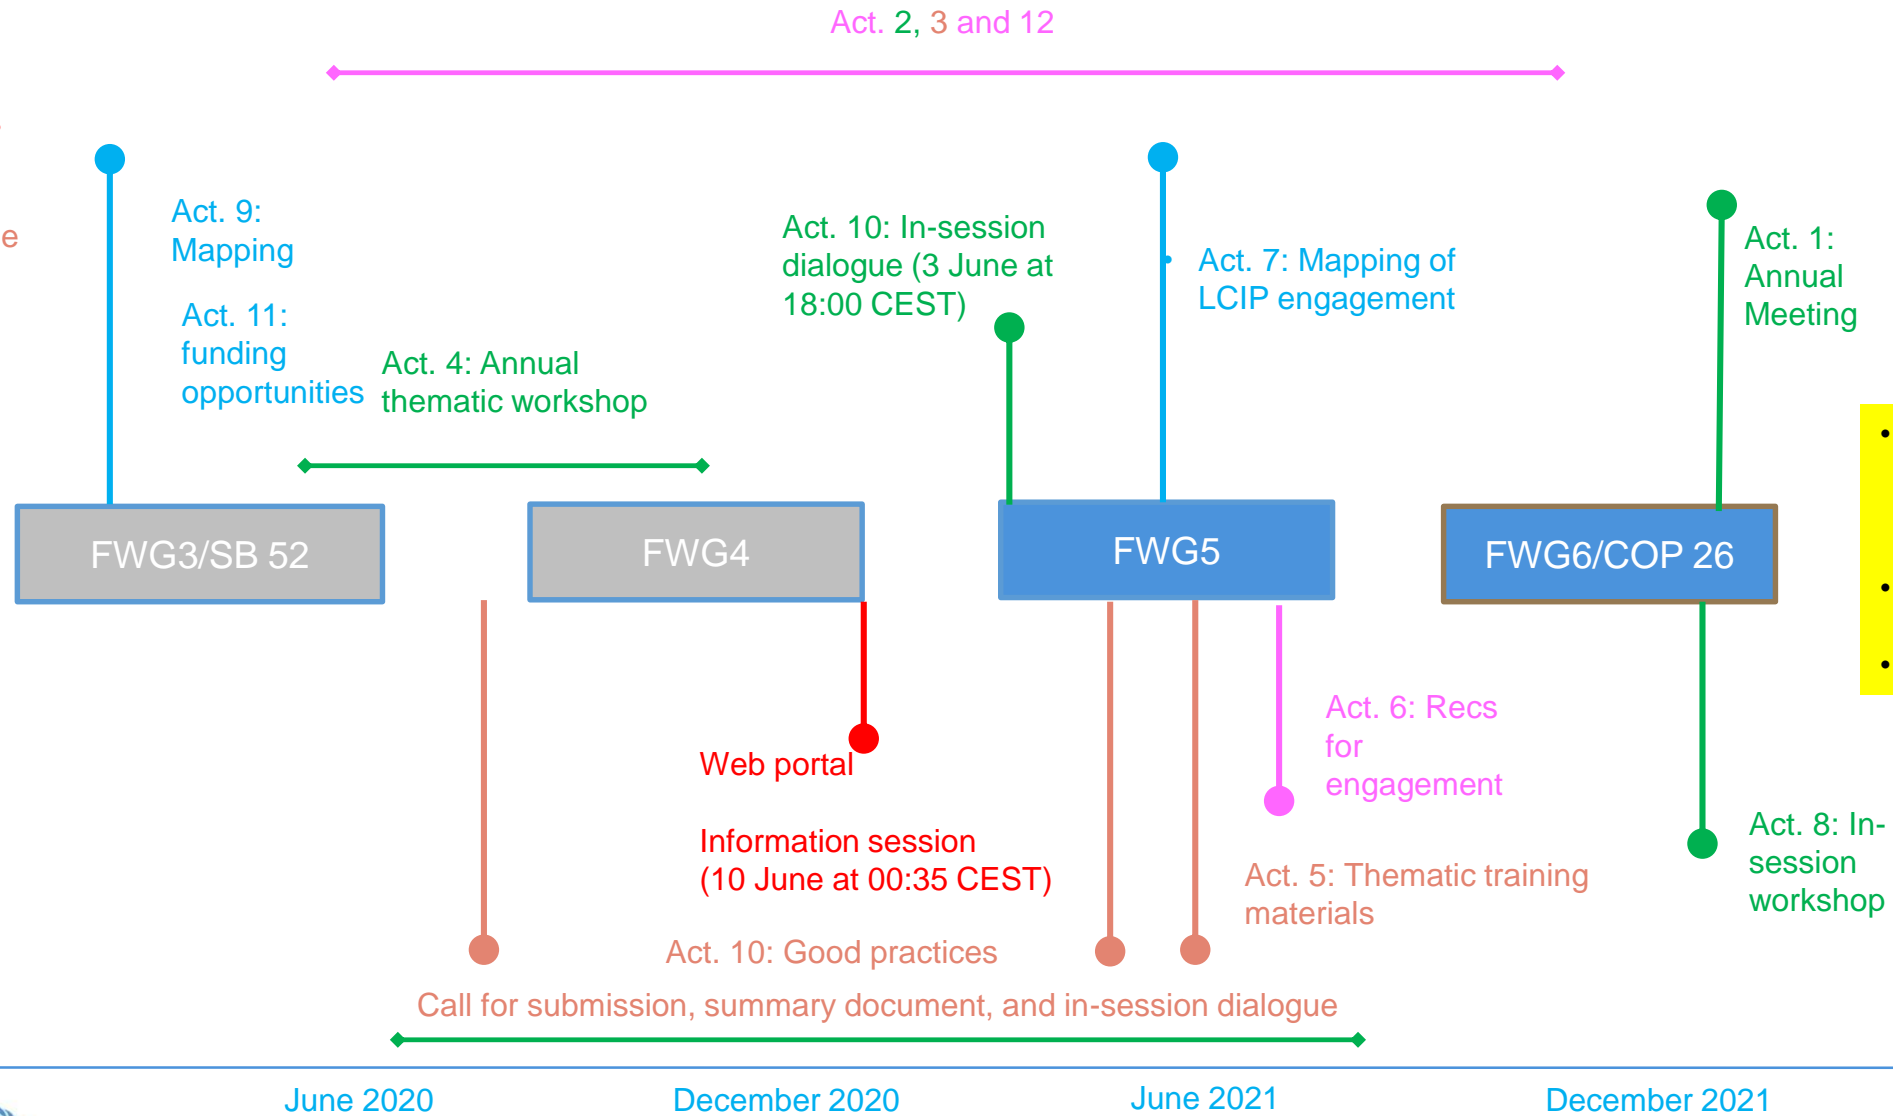 Act. 2, 3 and 12
e
Act. 9:
Mapping
Act. 11:
funding
opportunities
Act. 4: Annual
thematic workshop
Act. 10: In-session
dialogue (3 June at
18:00 CEST)
• Act. 7: Mapping of
LCIP engagement
Act. 1:
Annual
Meeting
FWG3/SB 52
FWG4
FWG5
FWG6/COP 26
•
•
•
Web portal
Information session
(10 June at 00:35 CEST)
Act. 6: Recs
for
engagement
Act. 5: Thematic training
materials
Act. 8: In-
session
workshop
Act. 10: Good practices
Call for submission, summary document, and in-session dialogue
June 2020
December 2020
June 2021
December 2021